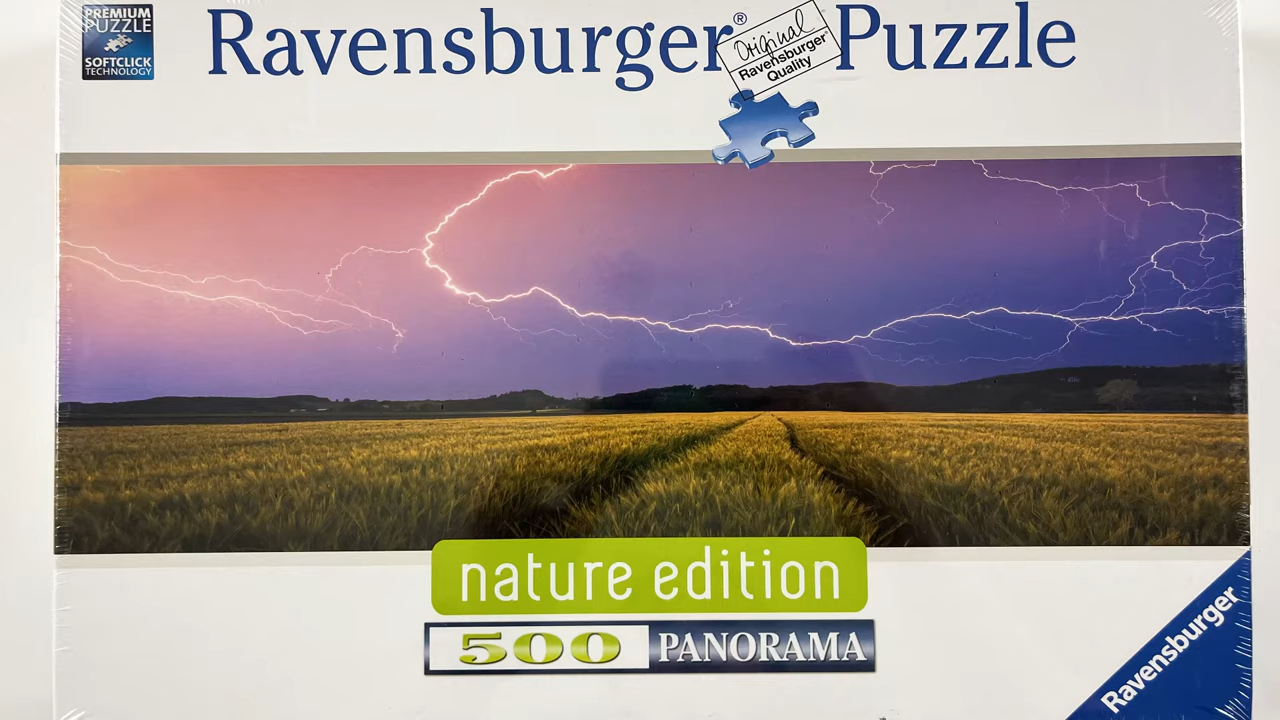 PREMIUM
PUZZLE
SOFTCLICK
TECHNOLOGY
Ravensburger® Puzzle
Original
Ravensburger®
Quality
nature edition
500 PANORAMA
Ravensburger